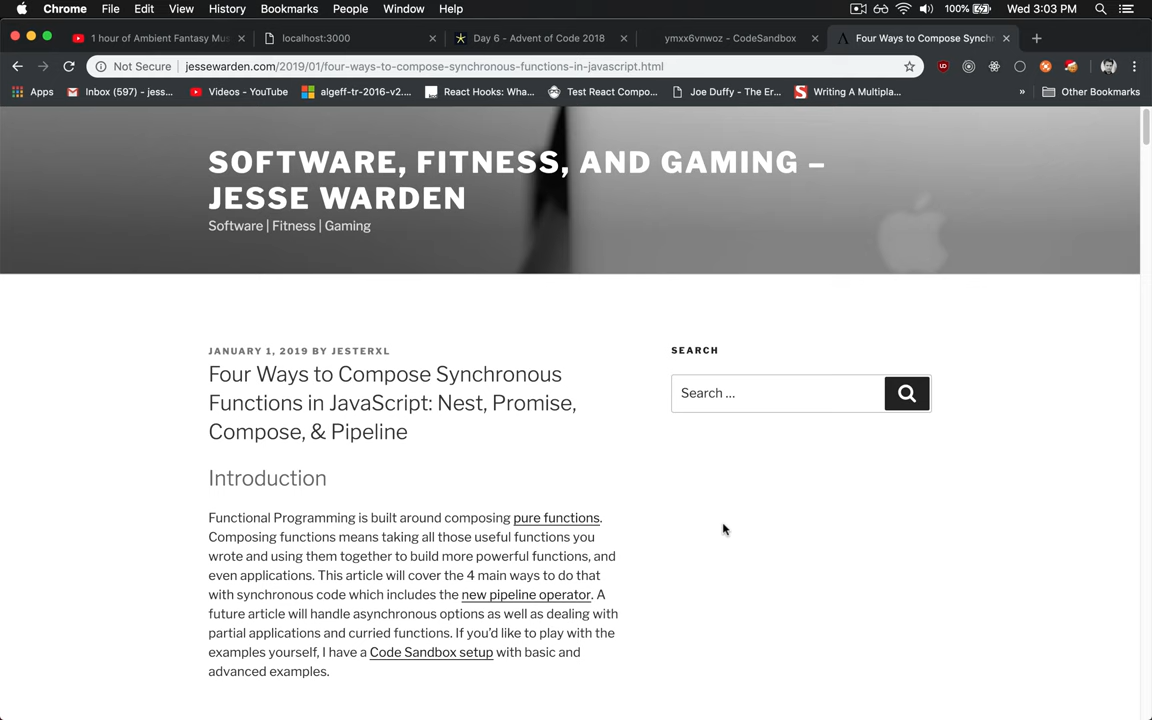 Chrome File Edit View History Bookmarks People Window Help 100% Wed 3:03 PM
1 hour of Ambient Fantasy Mu localhost:3000 Day 6 - Advent of Code 2018 ymxx6vnwoz - CodeSandbox Four Ways to Compose Synchr
Not Secure jessewarden.com/2019/01/four-ways-to-compose-synchronous-functions-in-javascript.html
Apps Inbox (597) - jess... Videos - YouTube algeff-tr-2016-v2.... React Hooks: Wha... Test React Compo... Joe Duffy - The Er... Writing A Multipla... » Other Bookmarks
SOFTWARE, FITNESS, AND GAMING –
JESSE WARDEN
Software | Fitness | Gaming
JANUARY 1, 2019 BY JESTERXL
Four Ways to Compose Synchronous
Functions in JavaScript: Nest, Promise,
Compose, & Pipeline
Introduction
Functional Programming is built around composing pure functions.
Composing functions means taking all those useful functions you
wrote and using them together to build more powerful functions, and
even applications. This article will cover the 4 main ways to do that
with synchronous code which includes the new pipeline operator. A
future article will handle asynchronous options as well as dealing with
partial applications and curried functions. If you'd like to play with the
examples yourself, I have a Code Sandbox setup with basic and
advanced examples.
SEARCH
Search …